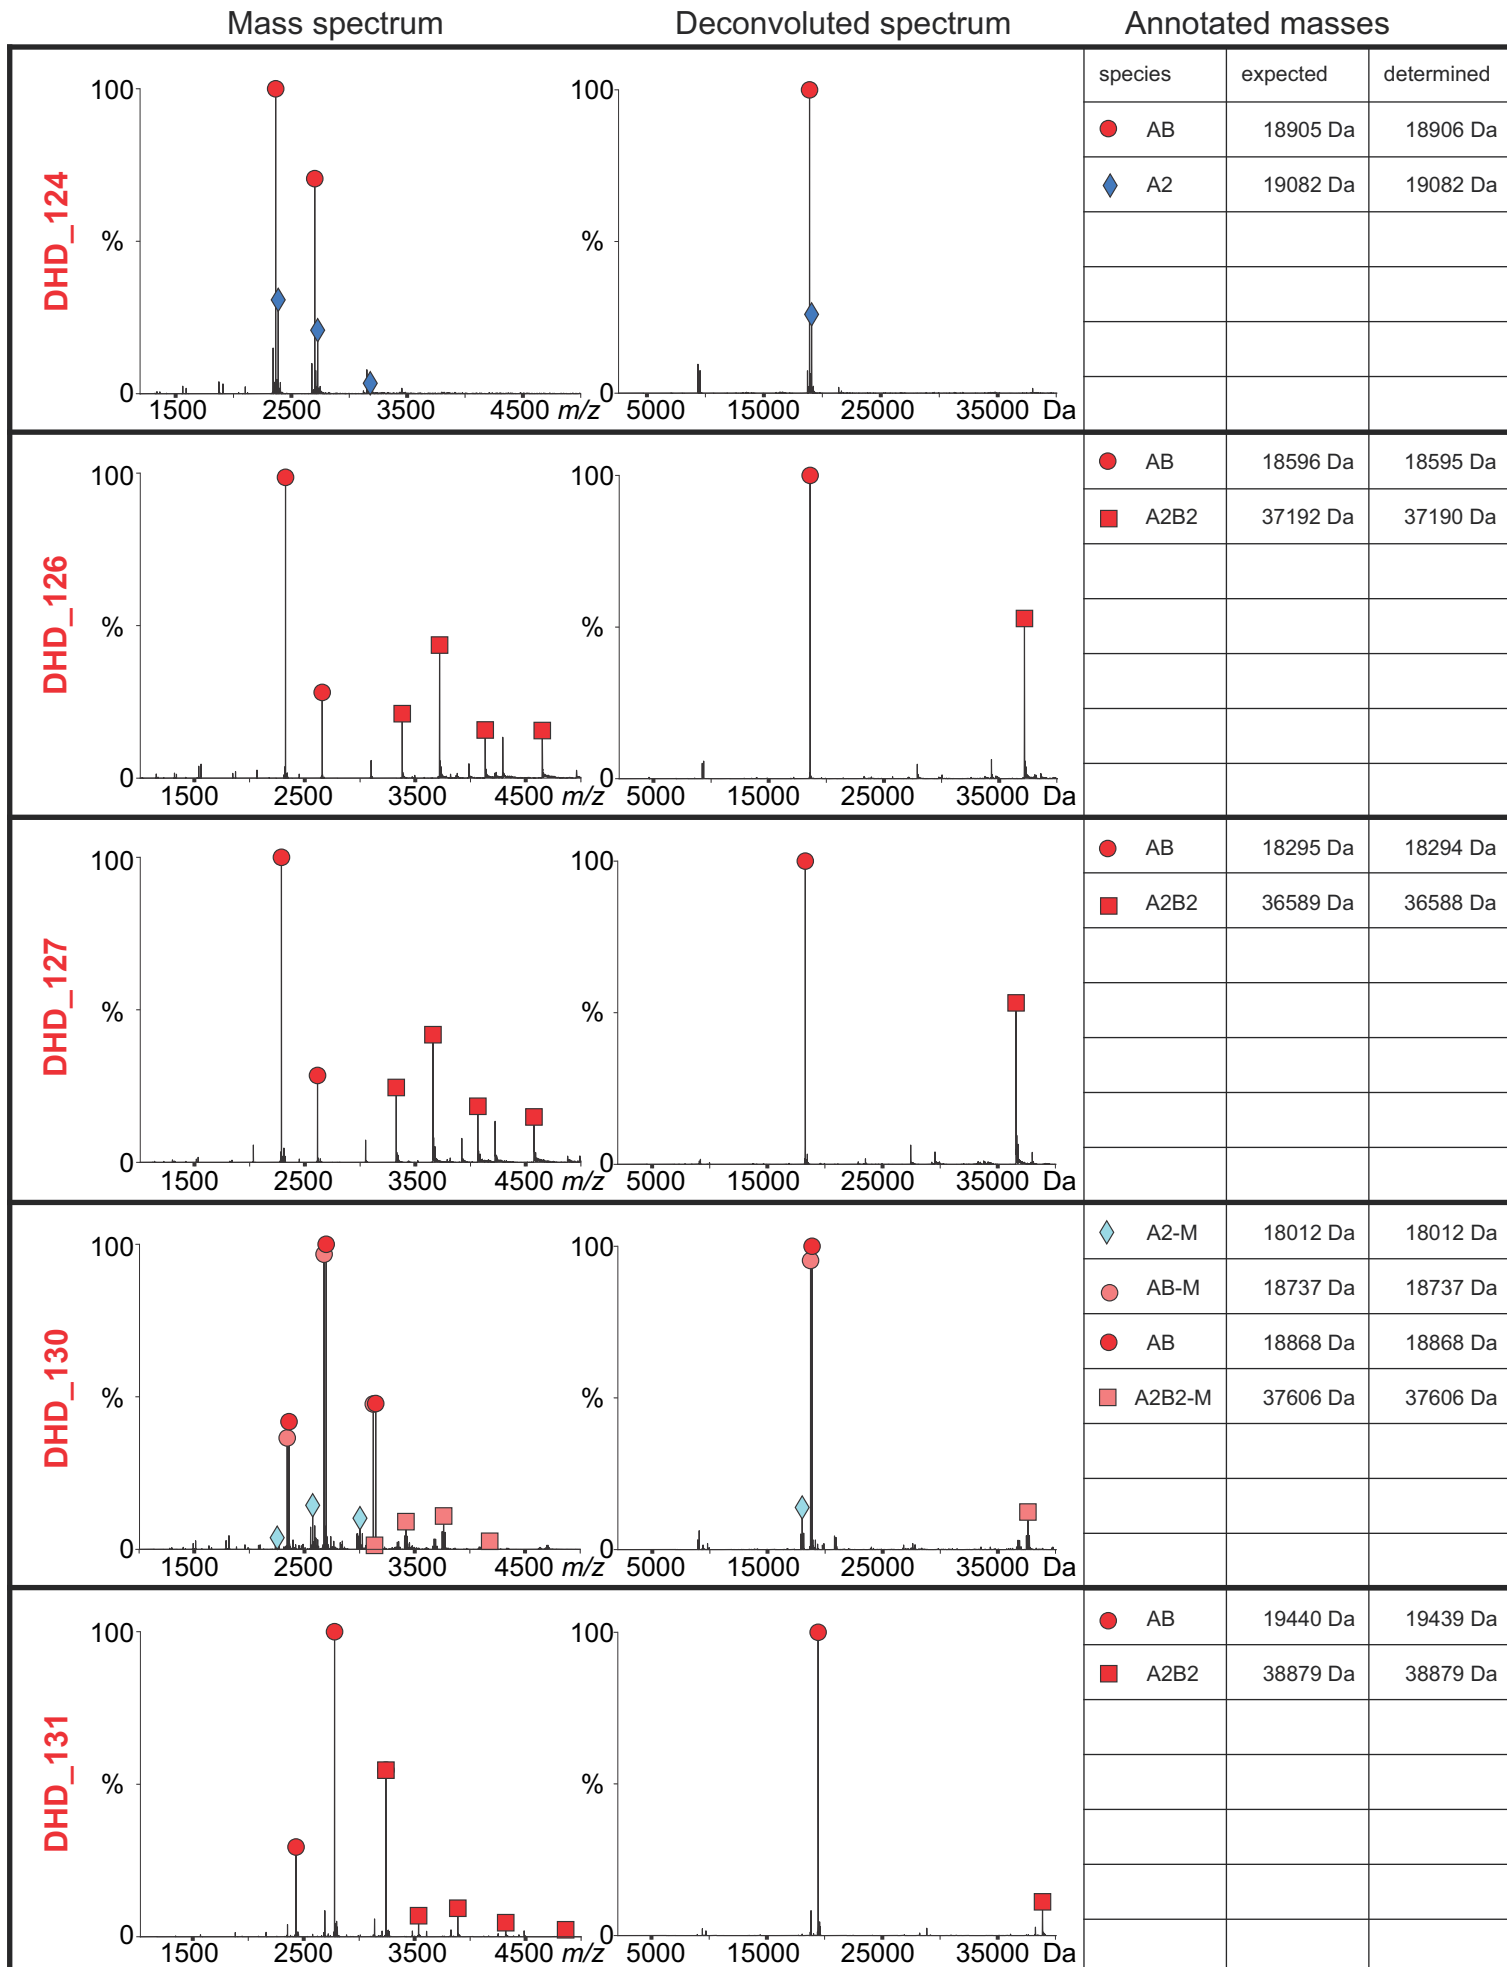 Mass spectrum Deconvoluted spectrum Annotated masses
species expected determined
DHD_124
100
%
0
1500 2500 3500 4500 m/z
100
%
0
5000 15000 25000 35000 Da
AB 18905 Da 18906 Da
A2 19082 Da 19082 Da
DHD_126
100
%
0
1500 2500 3500 4500 m/z
100
%
0
5000 15000 25000 35000 Da
AB 18596 Da 18595 Da
A2B2 37192 Da 37190 Da
DHD_127
100
%
0
1500 2500 3500 4500 m/z
100
%
0
5000 15000 25000 35000 Da
AB 18295 Da 18294 Da
A2B2 36589 Da 36588 Da
DHD_130
100
%
0
1500 2500 3500 4500 m/z
100
%
0
5000 15000 25000 35000 Da
A2-M 18012 Da 18012 Da
AB-M 18737 Da 18737 Da
AB 18868 Da 18868 Da
A2B2-M 37606 Da 37606 Da
DHD_131
100
%
0
1500 2500 3500 4500 m/z
100
%
0
5000 15000 25000 35000 Da
AB 19440 Da 19439 Da
A2B2 38879 Da 38879 Da